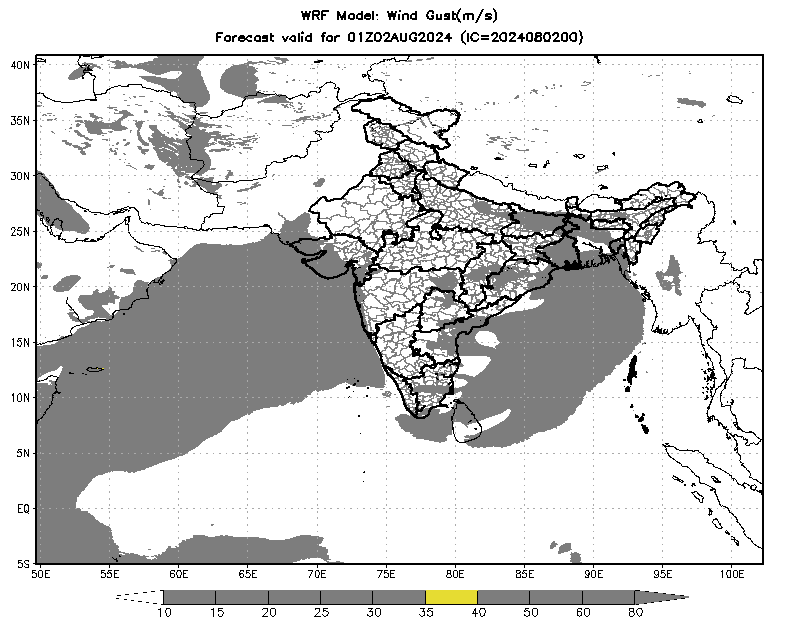 WRF Model: Wind Gust(m/s)
Forecast valid for 01Z02AUG2024 (IC=2024080200)
40N
35N
30N
25N
20N
15N
10N
5N
EQ
5S
50E 55E 60E 65E 70E 75E 80E 85E 90E 95E 100E
10 15 20 25 30 35 40 50 60 80